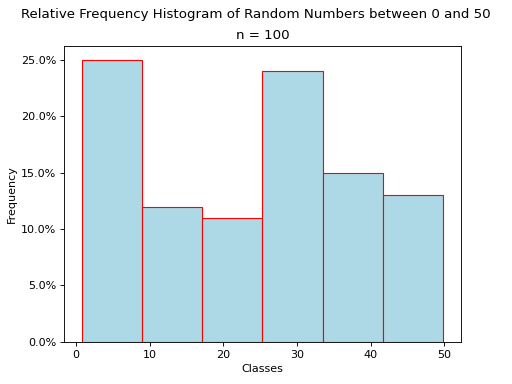 Relative Frequency Histogram of Random Numbers between 0 and 50
n = 100
25.0%
20.0%
15.0%
10.0%
5.0%
0.0%
Frequency
0 10 20 30 40 50
Classes